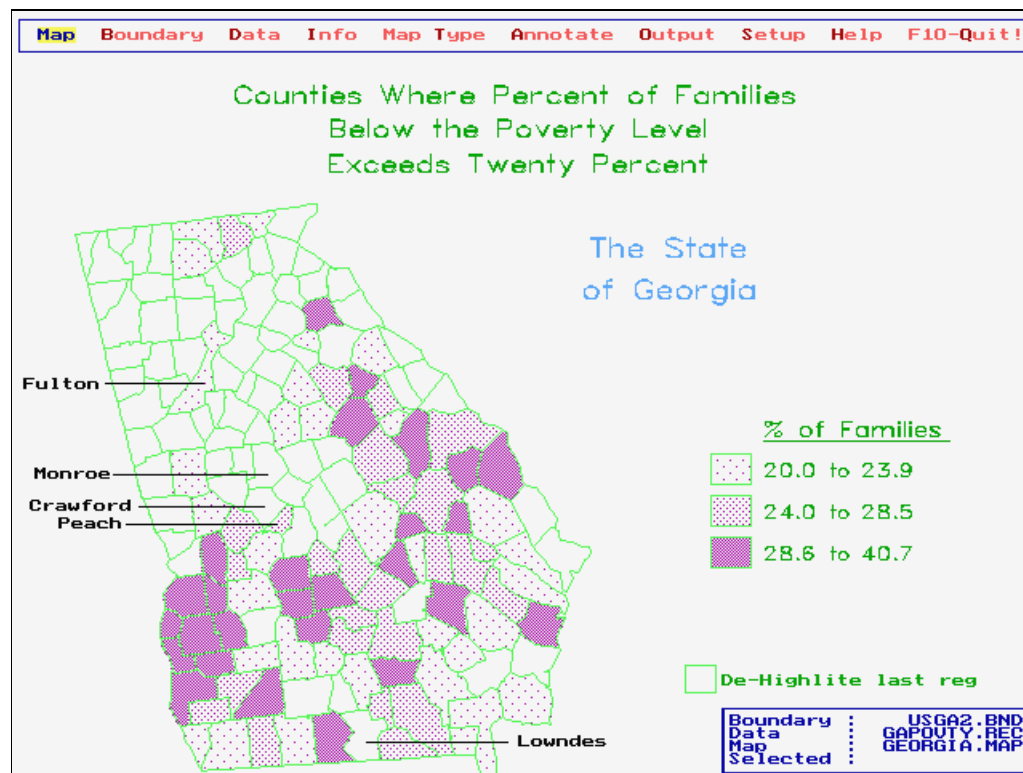 Map Boundary Data Info Map Type Annotate Output Setup Help F10-Quit!
Counties Where Percent of Families
Below the Poverty Level
Exceeds Twenty Percent
The State
of Georgia
Fulton
Monroe
Crawford
Peach
Lowndes
% of Families
20.0 to 23.9
24.0 to 28.5
28.6 to 40.7
De-Highlite last reg
Boundary : USGA2.BND
Data : GAPOVTY.REC
Map : GEORGIA.MAP
Selected :